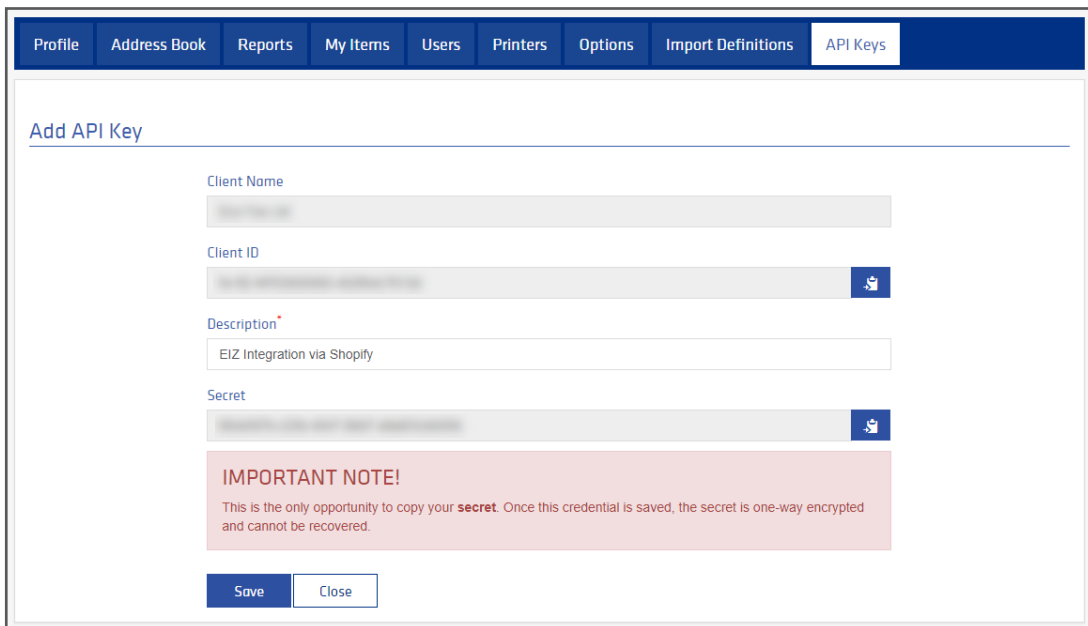 Profile Address Book Reports My Items Users Printers Options Import Definitions API Keys
Add API Key
Client Name
Client ID
Description*
EIZ Integration via Shopify
Secret
IMPORTANT NOTE!
This is the only opportunity to copy your secret. Once this credential is saved, the secret is one-way encrypted
and cannot be recovered.
Save Close